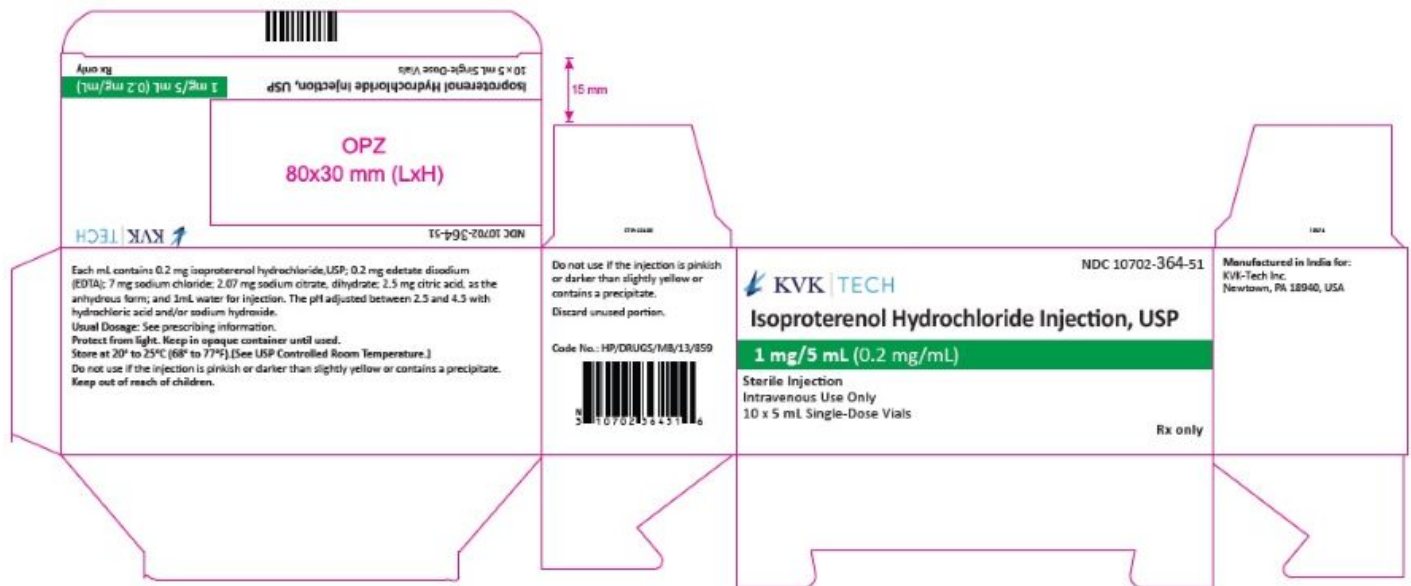 Rx only
10 x 5 mL Single-Dose Vials
1 mg/5 mL (0.2 mg/mL)
Isoproterenol Hydrochloride Injection, USP
OPZ
80x30 mm (LxH)
KVK TECH
NDC 10702-364-51
15 mm
Each mL contains 0.2 mg isoproterenol hydrochloride,USP; 0.2 mg edetate disodium
(EDTA); 7 mg sodium chloride; 2.07 mg sodium citrate, dihydrate; 2.5 mg citric acid, as the
anhydrous form; and 1mL water for injection. The pH adjusted between 2.5 and 4.5 with
hydrochloric acid and/or sodium hydroxide.
Usual Dosage: See prescribing information.
Protect from light. Keep in opaque container until used.
Store at 20° to 25°C (68° to 77°F).[See USP Controlled Room Temperature.]
Do not use if the injection is pinkish or darker than slightly yellow or contains a precipitate.
Keep out of reach of children.
Do not use if the injection is pinkish
or darker than slightly yellow or
contains a precipitate.
Discard unused portion.
Code No.: HP/DRUGS/MB/13/859
N
3 10702 36451 6
NDC 10702-364-51
KVK TECH
Isoproterenol Hydrochloride Injection, USP
1 mg/5 mL (0.2 mg/mL)
Sterile Injection
Intravenous Use Only
10 x 5 mL Single-Dose Vials
Rx only
Manufactured in India for:
KVK-Tech Inc.
Newtown, PA 18940, USA